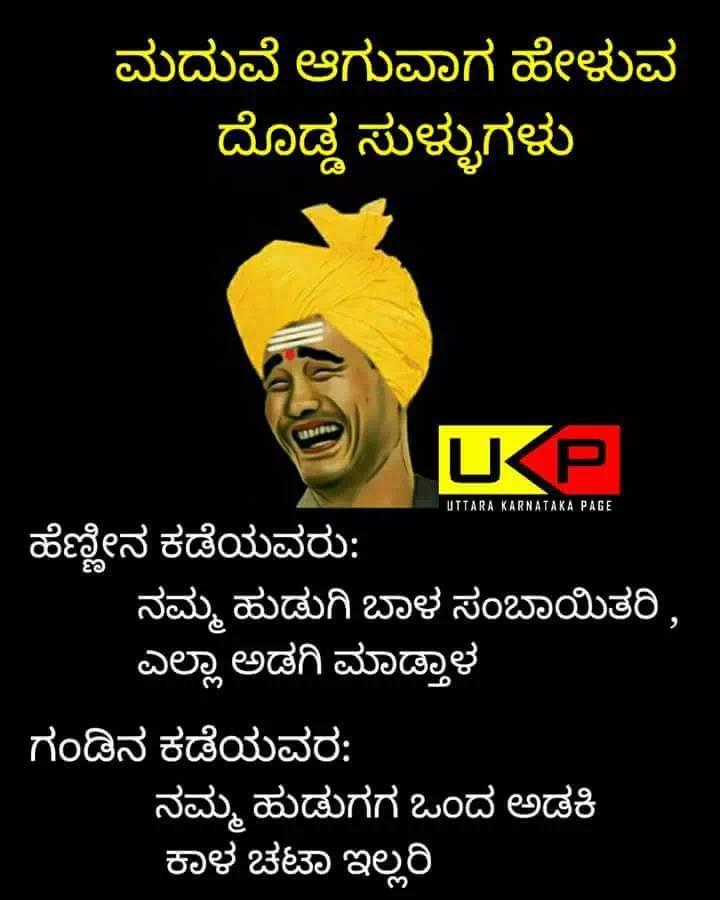 ಮದುವೆ ಆಗುವಾಗ ಹೇಳುವ
ದೊಡ್ಡ ಸುಳ್ಳುಗಳು
UKP
UTTARA KARNATAKA PAGE
ಹೆಣ್ಣೀನ ಕಡೆಯವರು:
ನಮ್ಮ ಹುಡುಗಿ ಬಾಳ ಸಂಬಾಯಿತರಿ ,
ಎಲ್ಲಾ ಅಡಗಿ ಮಾಡ್ತಾಳ
ಗಂಡಿನ ಕಡೆಯವರ:
ನಮ್ಮ ಹುಡುಗಗ ಒಂದ ಅಡಕಿ
ಕಾಳ ಚಟಾ ಇಲ್ಲರಿ